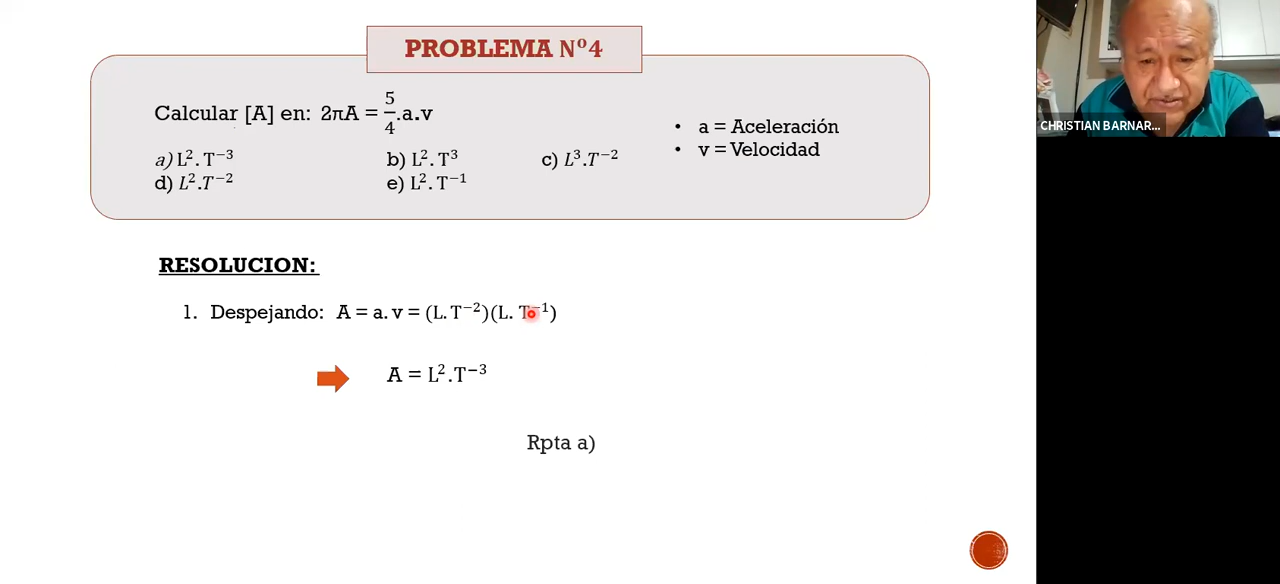 PROBLEMA Nº4
Calcular [A] en: 2πA = 5/4 .a.v
• a = Aceleración
• v = Velocidad
a) L².T⁻³ b) L².T³ c) L³.T⁻²
d) L².T⁻² e) L².T⁻¹
RESOLUCION:
1. Despejando: A = a. v = (L.T⁻²)(L. T⁻¹)
A = L².T⁻³
Rpta a)
CHRISTIAN BARNAR...